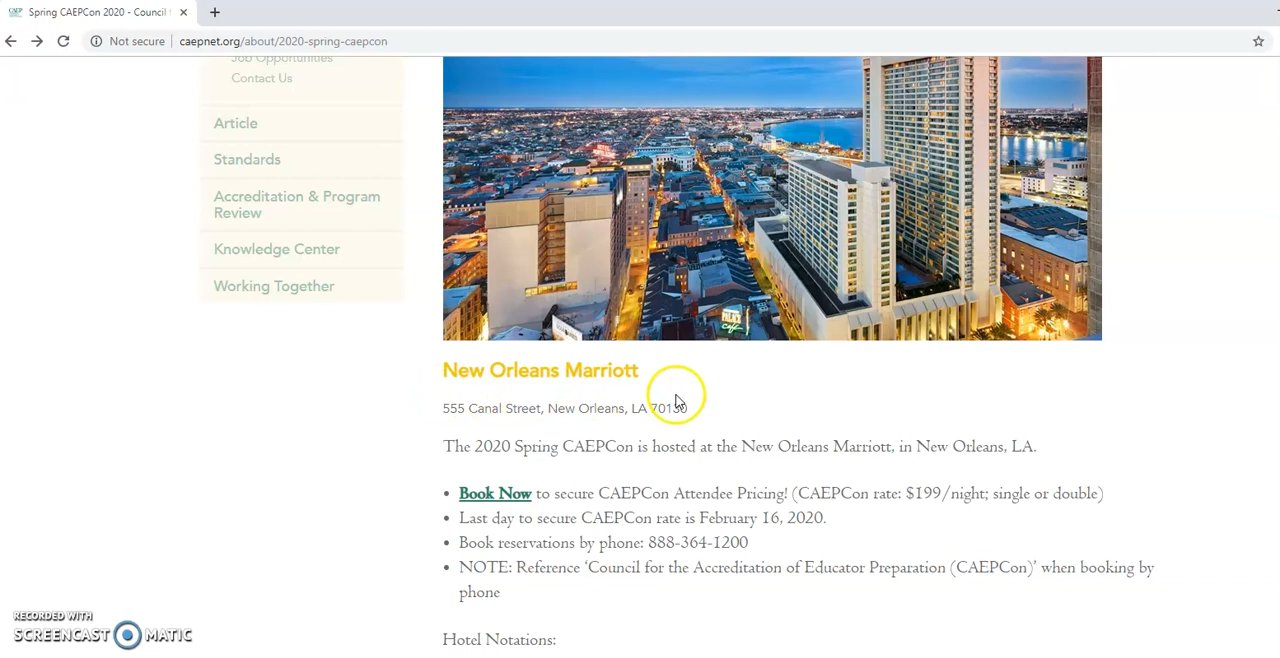 Spring CAEPCon 2020 - Council
Not secure
caepnet.org/about/2020-spring-caepcon
Job Opportunities
Contact Us
Article
Standards
Accreditation & Program
Review
Knowledge Center
Working Together
New Orleans Marriott
555 Canal Street, New Orleans, LA 70130
The 2020 Spring CAEPCon is hosted at the New Orleans Marriott, in New Orleans, LA.
• Book Now to secure CAEPCon Attendee Pricing! (CAEPCon rate: $199/night; single or double)
• Last day to secure CAEPCon rate is February 16, 2020.
• Book reservations by phone: 888-364-1200
• NOTE: Reference ‘Council for the Accreditation of Educator Preparation (CAEPCon)’ when booking by
phone
Hotel Notations:
RECORDED WITH
SCREENCAST MATIC